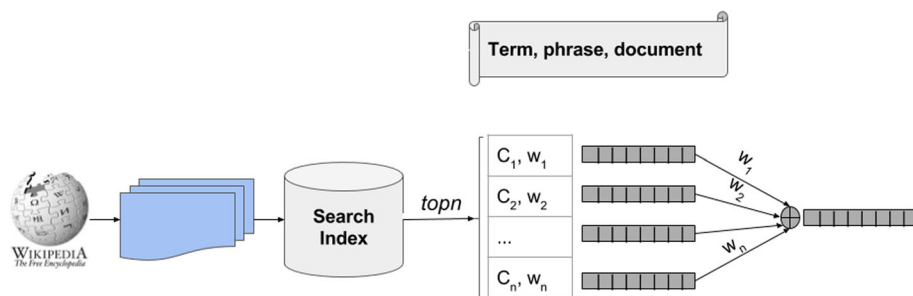 Term, phrase, document
WIKIPEDIA
The Free Encyclopedia
Search
Index
topn
C1, w1
C2, w2
...
Cn, wn
w1
w2
wn